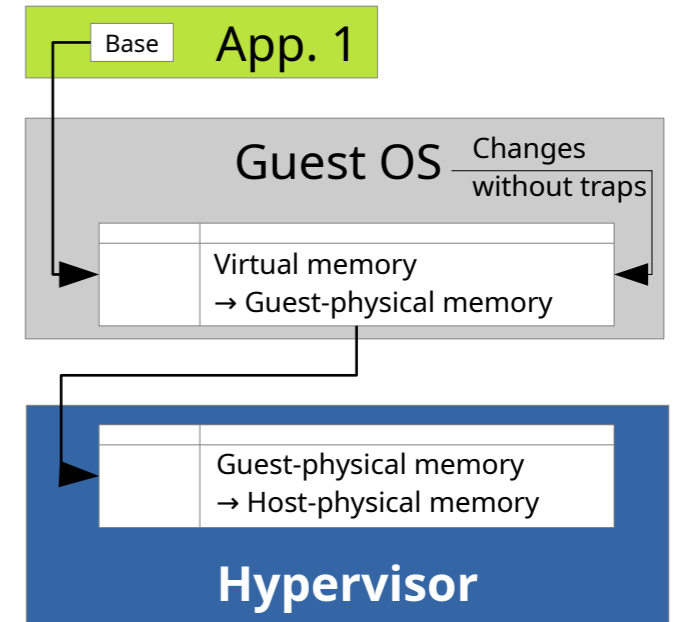 Base
App. 1
Guest OS
Changes
without traps
Virtual memory
→ Guest-physical memory
Guest-physical memory
→ Host-physical memory
Hypervisor